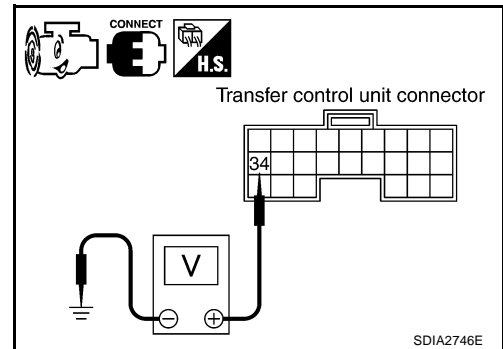 CONNECT
H.S.
Transfer control unit connector
34
V
− +
SDIA2746E